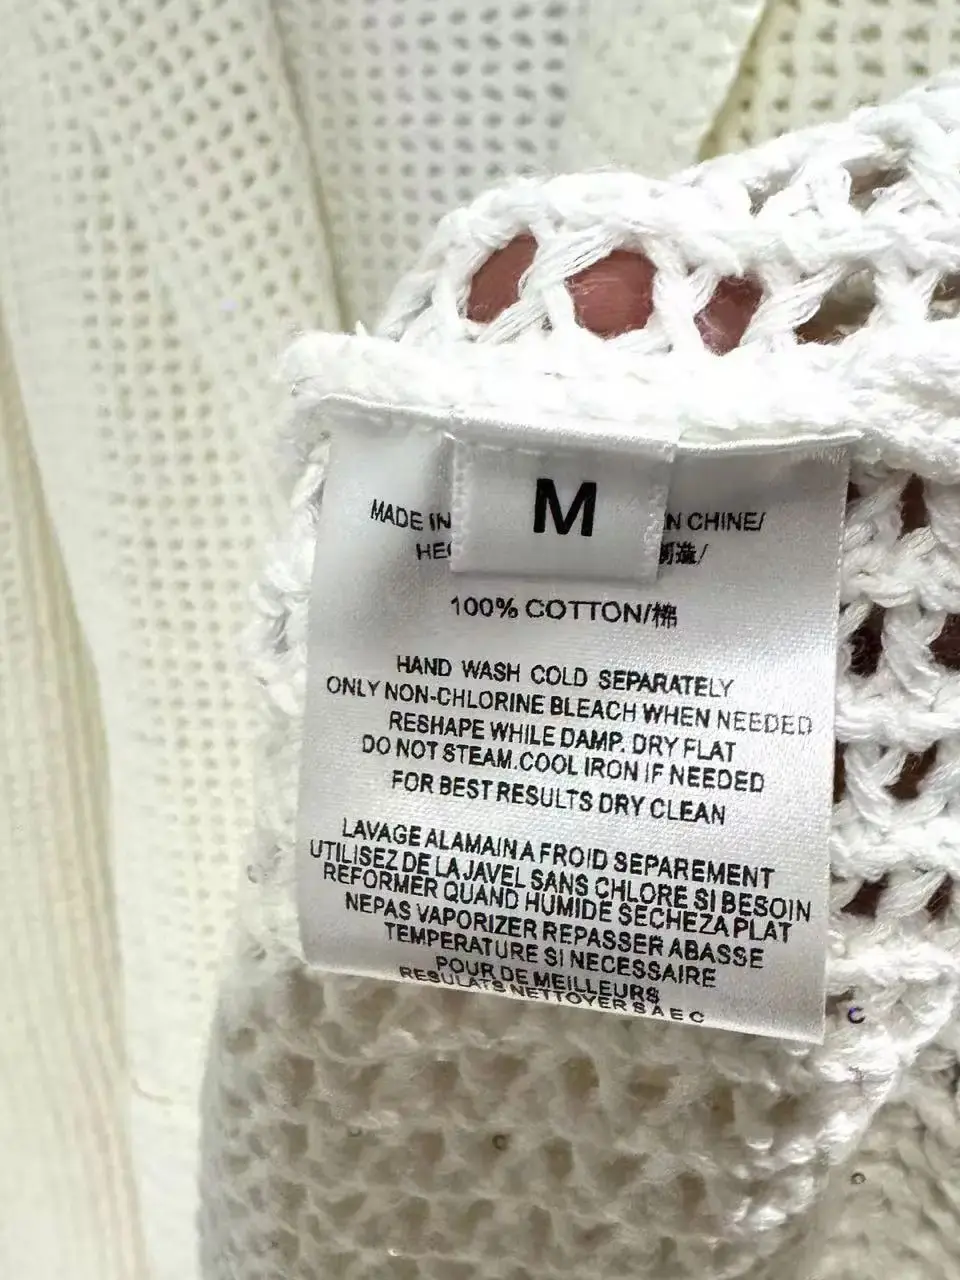 M
MADE IN
N CHINE/
HEC
制造/
100% COTTON/棉
HAND WASH COLD SEPARATELY
ONLY NON-CHLORINE BLEACH WHEN NEEDED
RESHAPE WHILE DAMP. DRY FLAT
DO NOT STEAM.COOL IRON IF NEEDED
FOR BEST RESULTS DRY CLEAN
LAVAGE ALAMAIN A FROID SEPAREMENT
UTILISEZ DE LA JAVEL SANS CHLORE SI BESOIN
REFORMER QUAND HUMIDE SECHEZA PLAT
NEPAS VAPORIZER REPASSER ABASSE
TEMPERATURE SI NECESSAIRE
POUR DE MEILLEURS
RESULATS NETTOYER S A E C